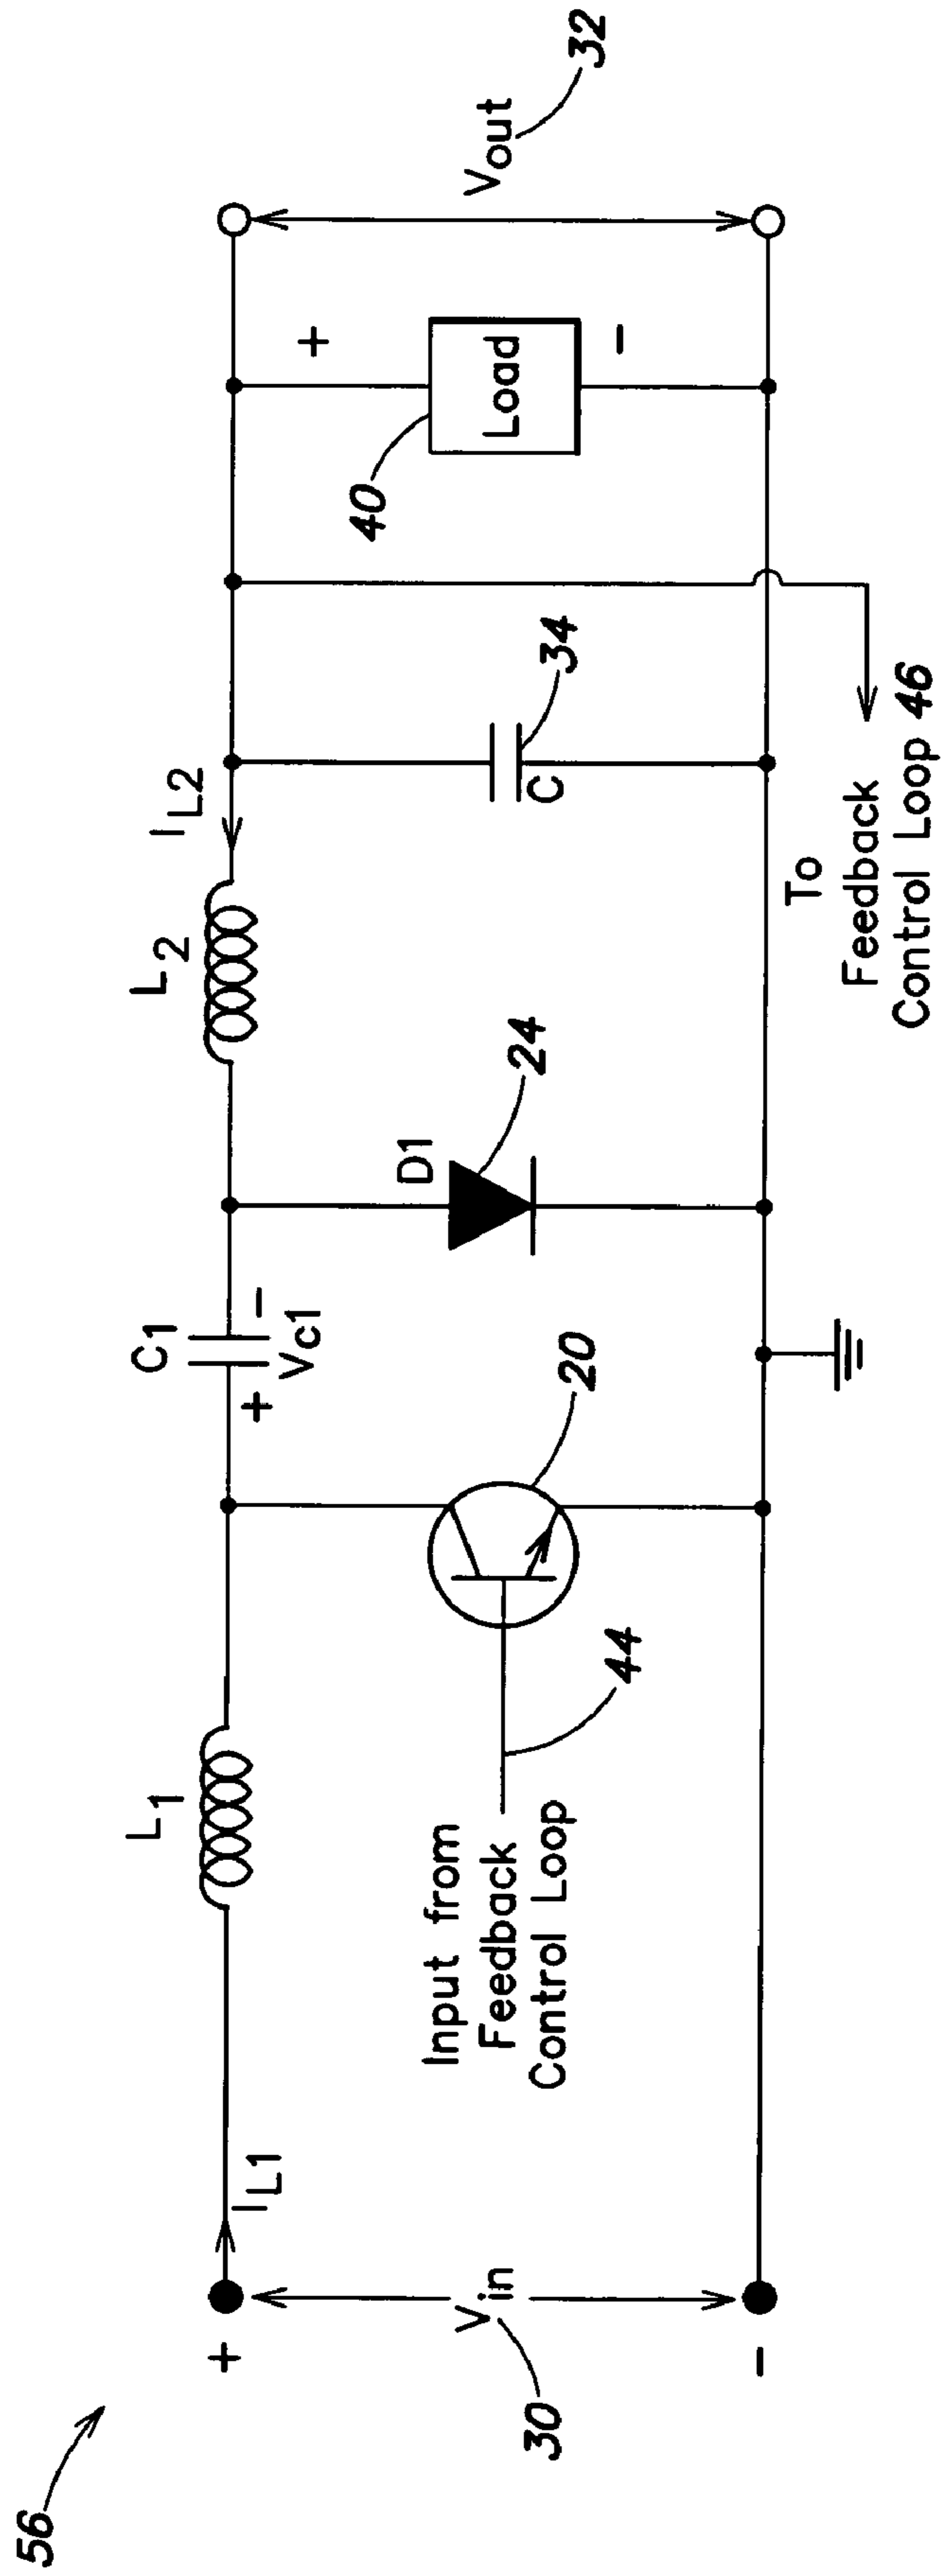 56
30
Vin
+
-
IL1
L1
Input from
Feedback
Control Loop
44
20
C1
+
-
Vc1
D1
24
L2
IL2
C
34
To
Feedback
Control Loop 46
40
Load
+
-
Vout
32